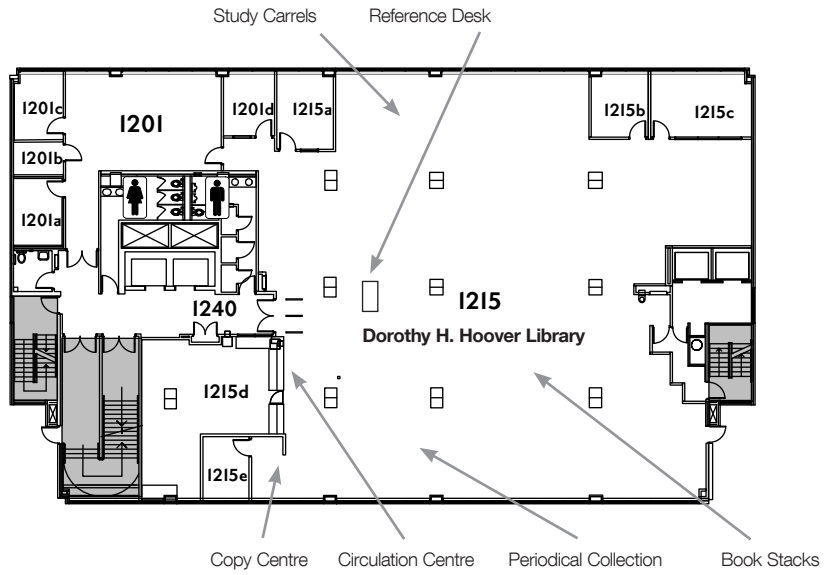 Study Carrels
Reference Desk
1201c
1201
1201d
1215a
1215b
1215c
1201b
1201a
1240
1215
Dorothy H. Hoover Library
1215d
1215e
Copy Centre
Circulation Centre
Periodical Collection
Book Stacks